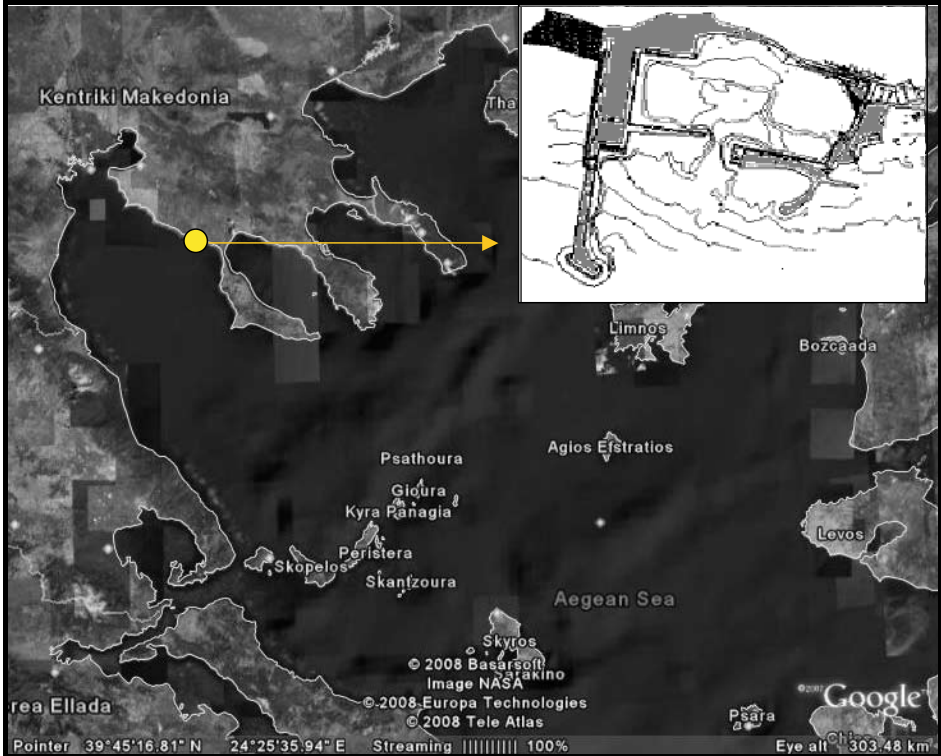 Kentriki Makedonia
Tha
Limnos
Bozcaada
Agios Efstratios
Psathoura
Gioura
Kyra Panagia
Levos
Peristera
Skopelos
Skantzoura
Aegean Sea
Skyros
© 2008 Basarsoft
Image NASA
Sarakino
© 2008 Europa Technologies
© 2008 Tele Atlas
©2007 Google
rea Ellada
Psara
Pointer 39°45'16.81" N 24°25'35.94" E Streaming |||||||||| 100% Eye alt 303.48 km